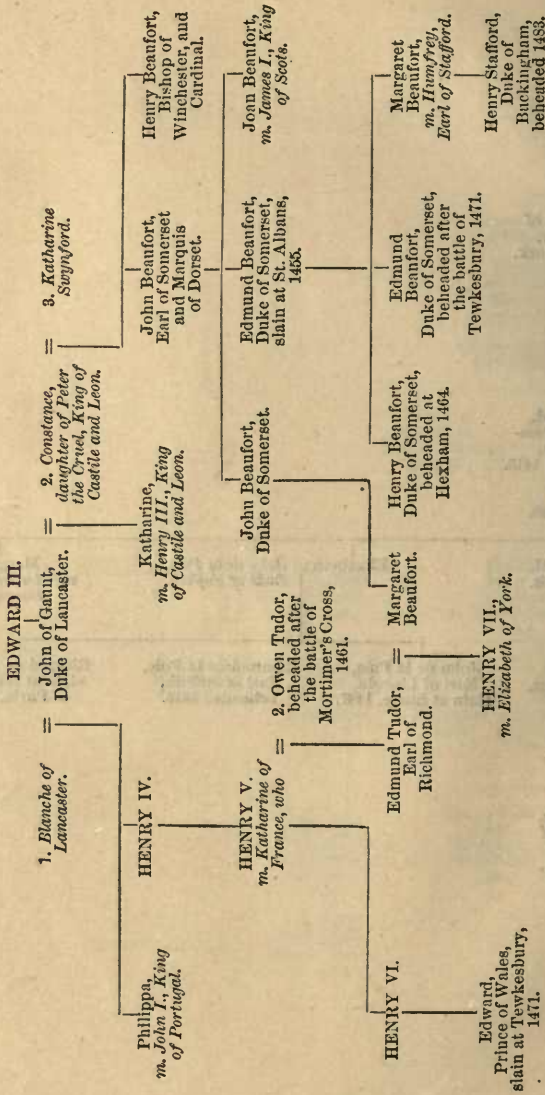 EDWARD III.
1. Blanche of
Lancaster.
=
John of Gaunt,
Duke of Lancaster.
=
2. Constance,
daughter of Peter
the Cruel, King of
Castile and Leon.
=
3. Katharine
Swynford.
Philippa,
m. John I., King
of Portugal.
HENRY IV.
Katharine,
m. Henry III., King
of Castile and Leon.
John Beaufort,
Earl of Somerset
and Marquis
of Dorset.
Henry Beaufort,
Bishop of
Winchester, and
Cardinal.
HENRY V.
m. Katharine of
France, who
=
2. Owen Tudor,
beheaded after
the battle of
Mortimer's Cross,
1461.
John Beaufort,
Duke of Somerset.
Edmund Beaufort,
Duke of Somerset,
slain at St. Albans,
1455.
Joan Beaufort,
m. James I., King
of Scots.
HENRY VI.
Edmund Tudor,
Earl of
Richmond.
=
Margaret
Beaufort.
Henry Beaufort,
Duke of Somerset,
beheaded at
Hexham, 1464.
Edmund
Beaufort,
Duke of Somerset,
beheaded after
the battle of
Tewkesbury, 1471.
Margaret
Beaufort,
m. Humfrey,
Earl of Stafford.
Edward,
Prince of Wales,
slain at Tewkesbury,
1471.
HENRY VII.,
m. Elizabeth of York.
Henry Stafford,
Duke of
Buckingham,
beheaded 1483.